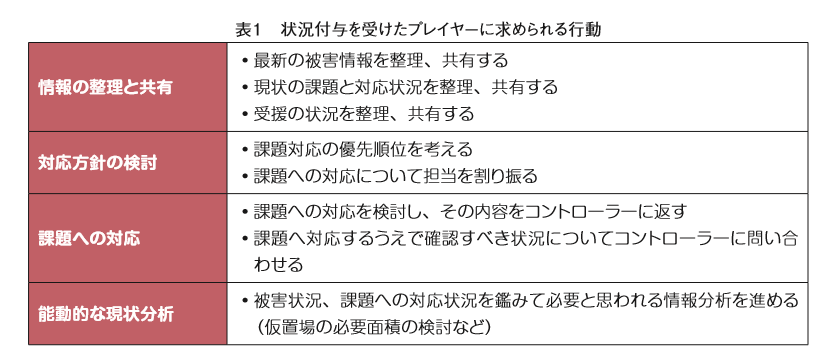 表1　状況付与を受けたプレイヤーに求められる行動
情報の整理と共有
•最新の被害情報を整理、共有する
•現状の課題と対応状況を整理、共有する
•受援の状況を整理、共有する
対応方針の検討
•課題対応の優先順位を考える
•課題への対応について担当を割り振る
課題への対応
•課題への対応を検討し、その内容をコントローラーに返す
•課題へ対応するうえで確認すべき状況についてコントローラーに問い合
わせる
能動的な現状分析
•被害状況、課題への対応状況を鑑みて必要と思われる情報分析を進める
（仮置場の必要面積の検討など）